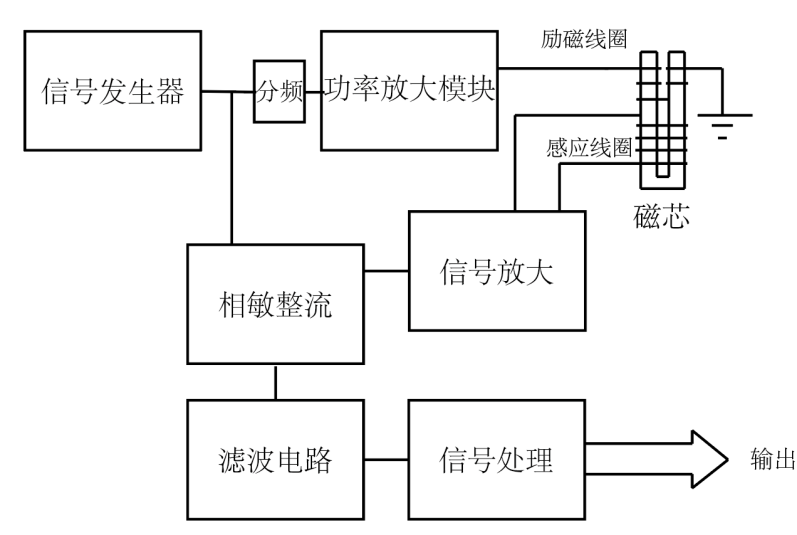 励磁线圈
信号发生器
分频
功率放大模块
感应线圈
磁芯
信号放大
相敏整流
滤波电路
信号处理
输出